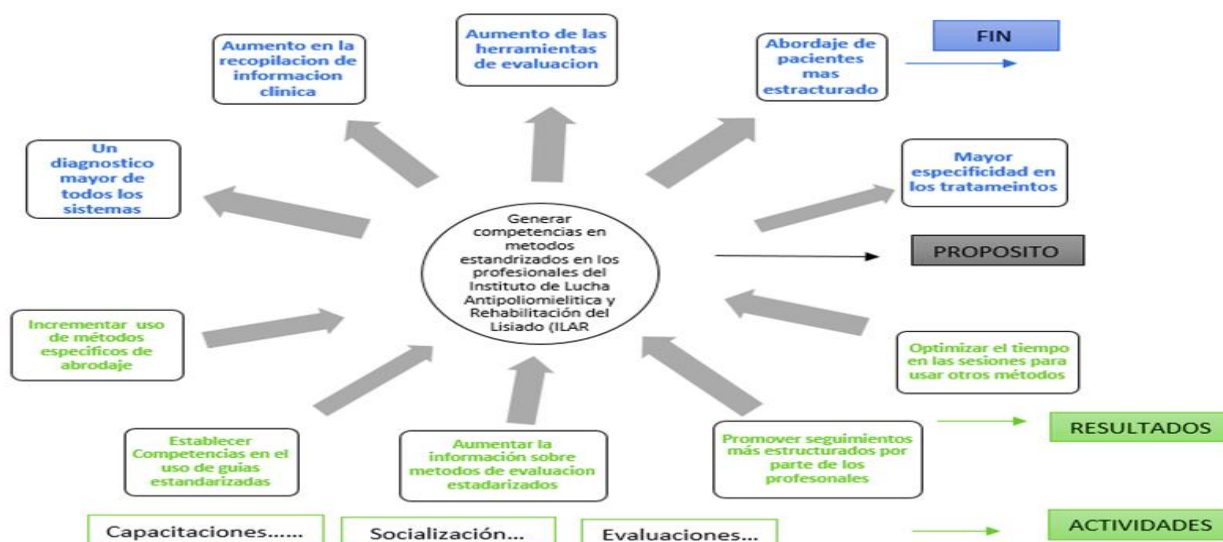 Aumento en la
recopilacion de
informacion
clinica
Aumento de las
herramientas
de evaluacion
Abordaje de
pacientes
mas
estracturado
FIN
Un
diagnostico
mayor de
todos los
sistemas
Mayor
especificidad en
los tratameintos
Generar
competencias en
metodos
estandrizados en los
profesionales del
Instituto de Lucha
Antipoliomielitica y
Rehabilitación del
Lisiado (ILAR
PROPOSITO
Incrementar uso
de métodos
especificos de
abrodaje
Optimizar el tiempo
en las sesiones para
usar otros métodos
Establecer
Competencias en el
uso de guias
estandarizadas
Aumentar la
información sobre
metodos de evaluacion
estadarizados
Promover seguimientos
más estructurados por
parte de los
profesonales
RESULTADOS
Capacitaciones......
Socialización...
Evaluaciones...
ACTIVIDADES